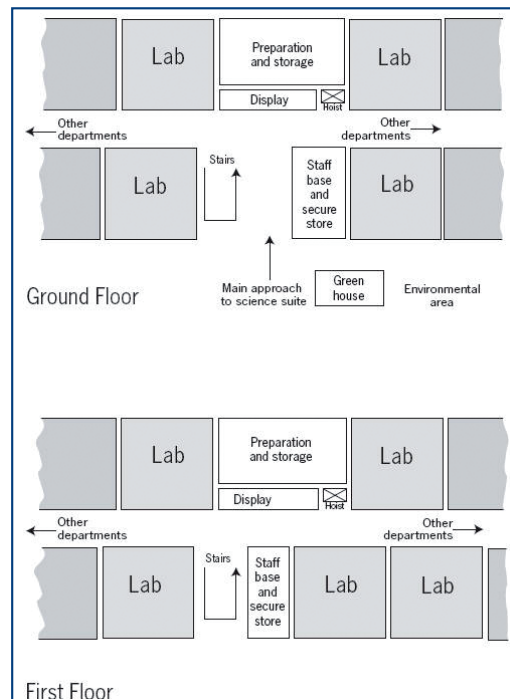 Lab
Preparation
and storage
Lab
Display
Hoist
Other
departments
Other
departments
Lab
Stairs
Staff
base
and
secure
store
Lab
Ground Floor
Main approach
to science suite
Green
house
Environmental
area
Lab
Preparation
and storage
Lab
Display
Hoist
Other
departments
Other
departments
Lab
Stairs
Staff
base
and
secure
store
Lab
Lab
First Floor